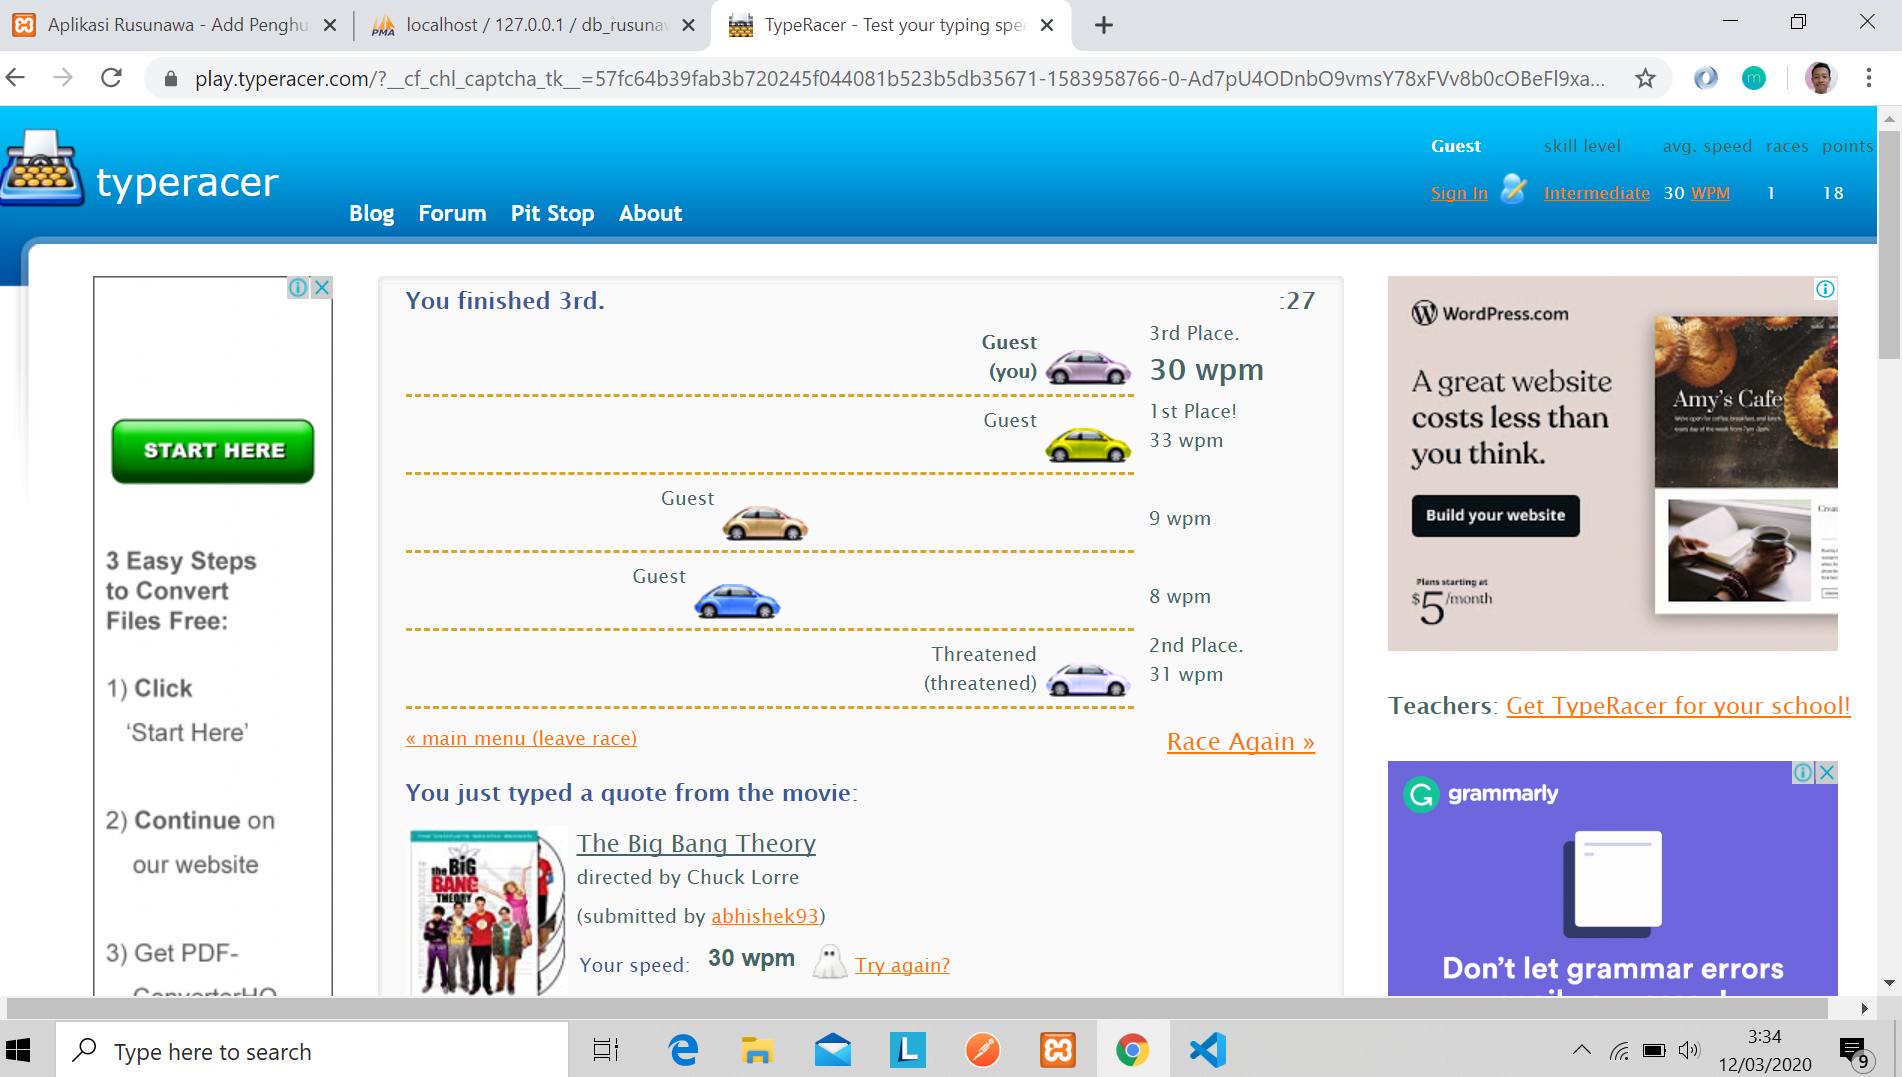 Aplikasi Rusunawa - Add Penghu
localhost / 127.0.0.1 / db_rusunaw
TypeRacer - Test your typing spee
play.typeracer.com/?__cf_chl_captcha_tk__=57fc64b39fab3b720245f044081b523b5db35671-1583958766-0-Ad7pU4ODnbO9vmsY78xFVv8b0cOBeFl9xa...
typeracer
Blog Forum Pit Stop About
Guest skill level avg. speed races points
Sign In Intermediate 30 WPM 1 18
START HERE
3 Easy Steps
to Convert
Files Free:
1) Click
‘Start Here’
2) Continue on
our website
3) Get PDF-
ConverterHQ
You finished 3rd. :27
Guest
(you)
3rd Place.
30 wpm
Guest
1st Place!
33 wpm
Guest
9 wpm
Guest
8 wpm
Threatened
(threatened)
2nd Place.
31 wpm
« main menu (leave race)
Race Again »
You just typed a quote from the movie:
the BIG
BANG
THEORY
The Big Bang Theory
directed by Chuck Lorre
(submitted by abhishek93)
Your speed: 30 wpm Try again?
WordPress.com
A great website
costs less than
you think.
Build your website
Plans starting at
$5/month
Amy's Cafe
Teachers: Get TypeRacer for your school!
grammarly
Don’t let grammar errors
Type here to search
3:34
12/03/2020
9